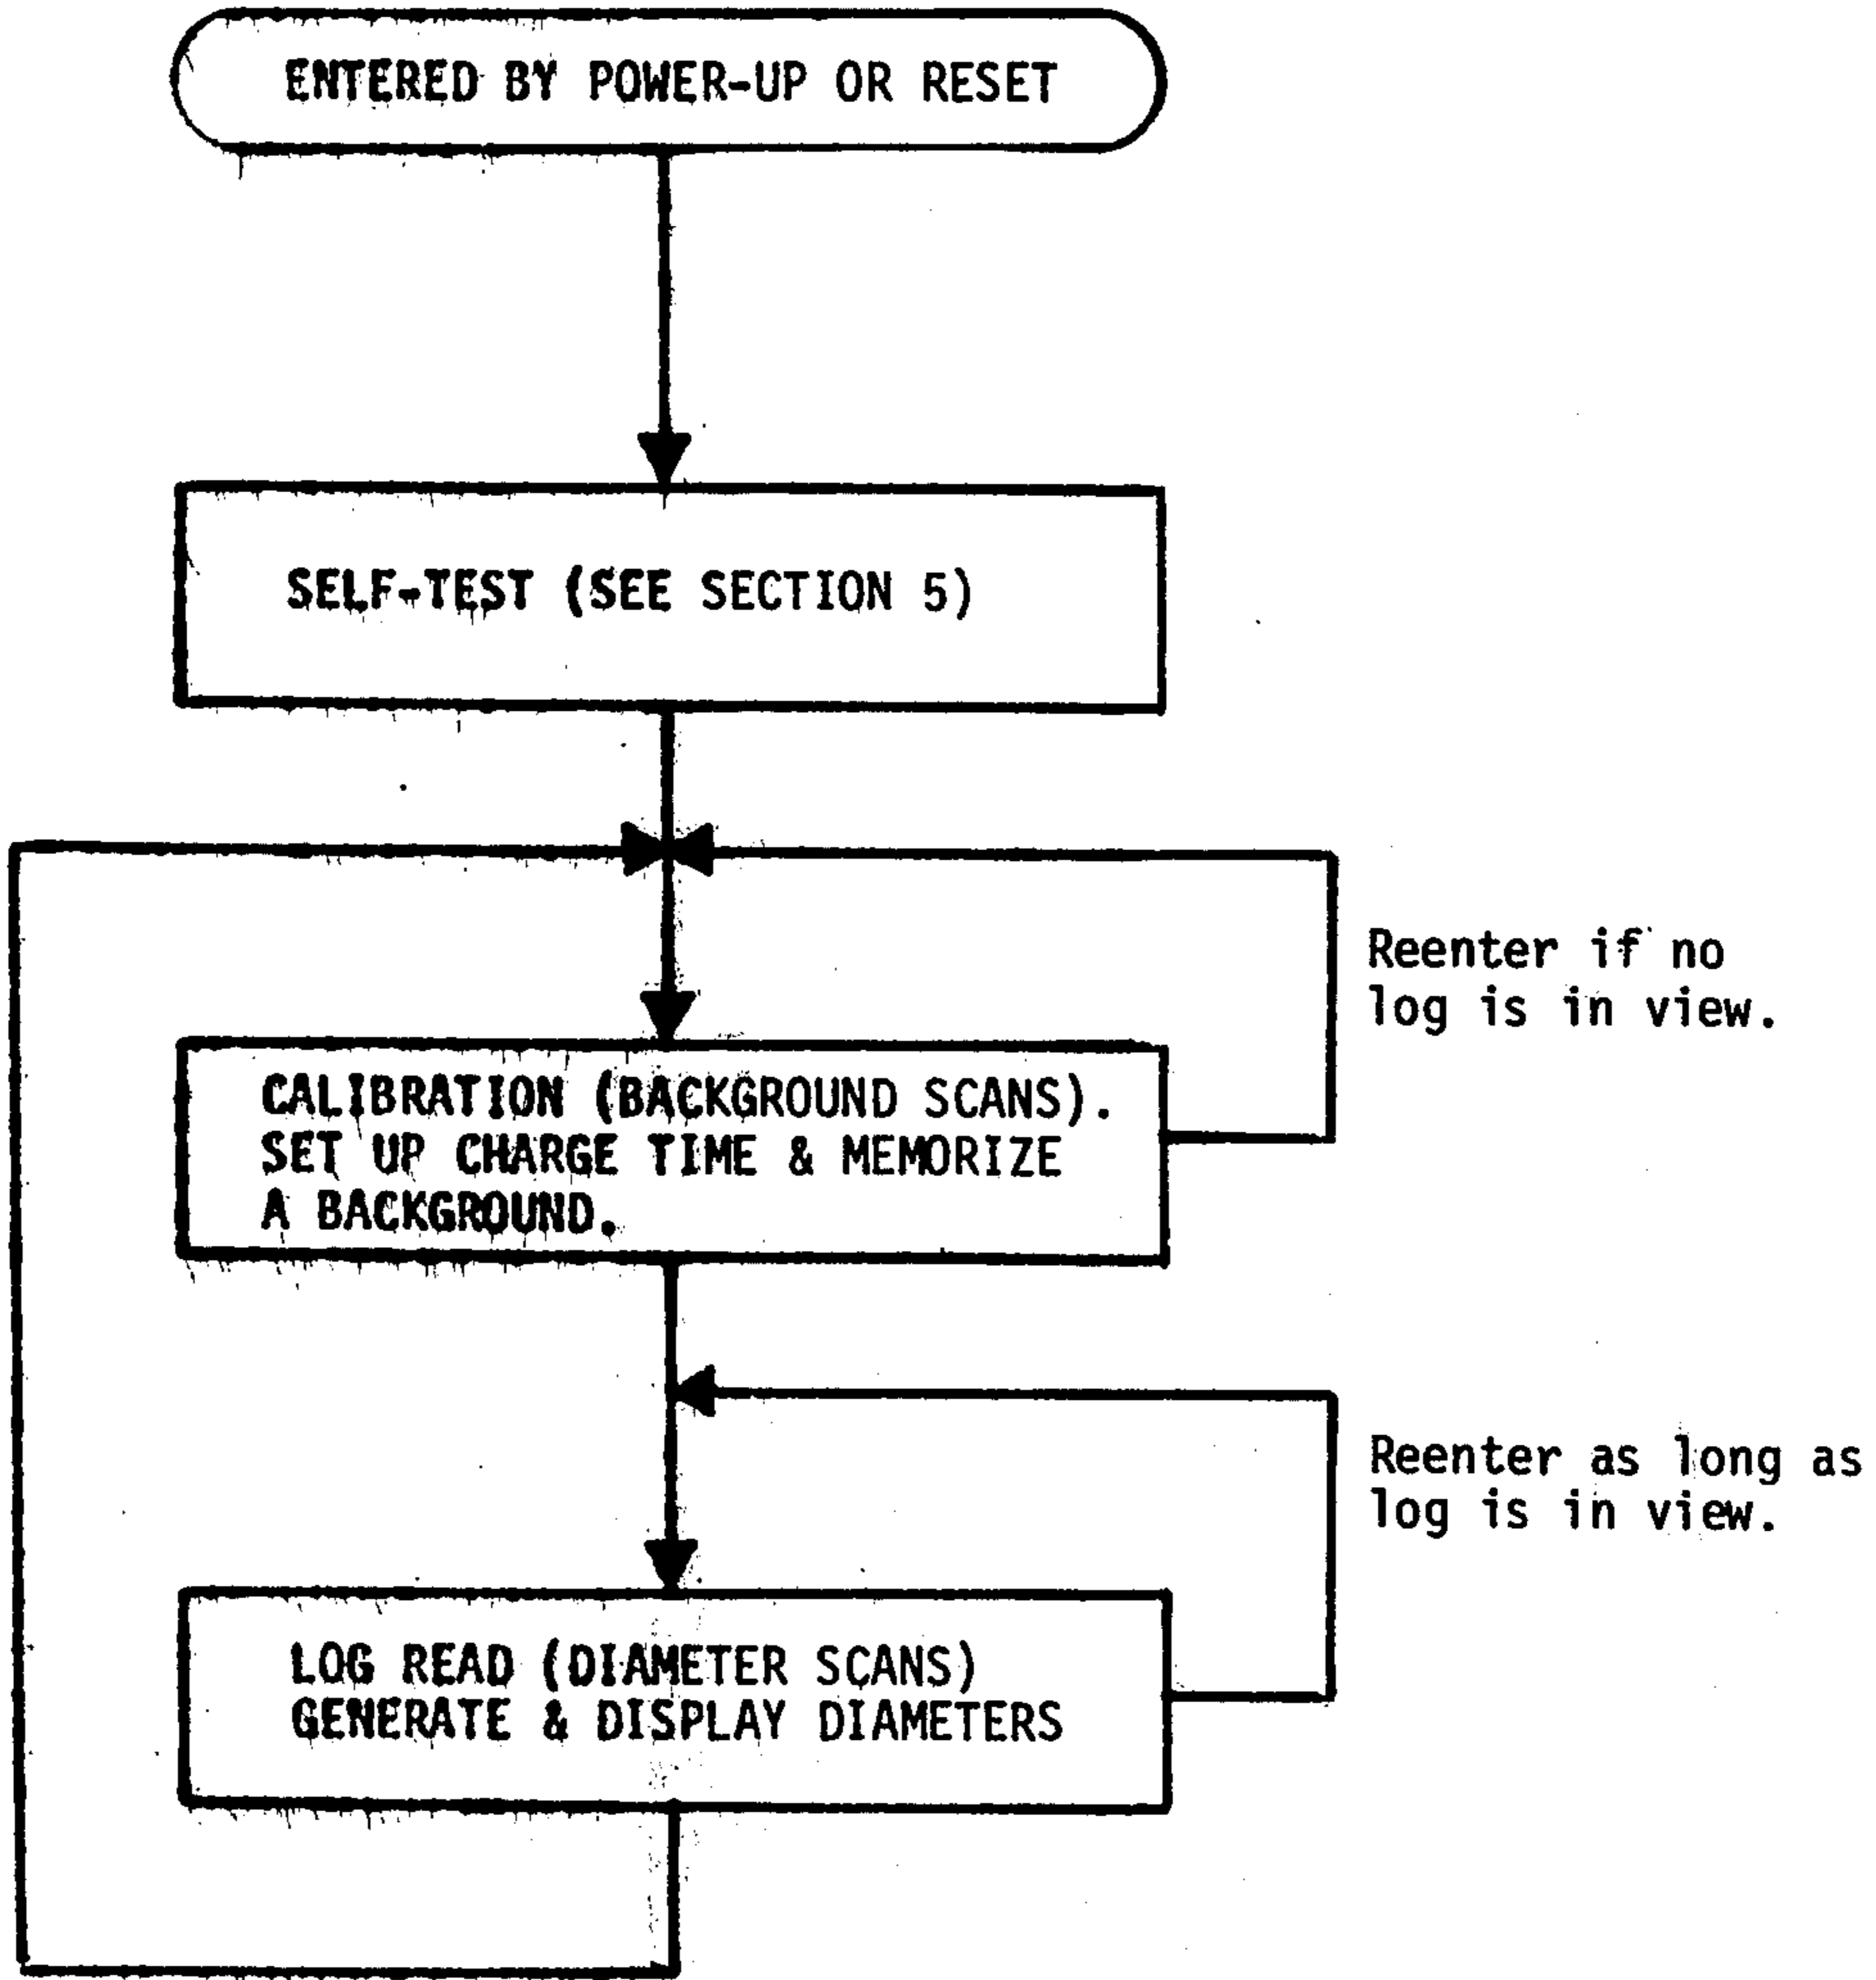 ENTERED BY POWER-UP OR RESET
SELF-TEST (SEE SECTION 5)
Reenter if no
log is in view.
CALIBRATION (BACKGROUND SCANS).
SET UP CHARGE TIME & MEMORIZE
A BACKGROUND.
Reenter as long as
log is in view.
LOG READ (DIAMETER SCANS)
GENERATE & DISPLAY DIAMETERS